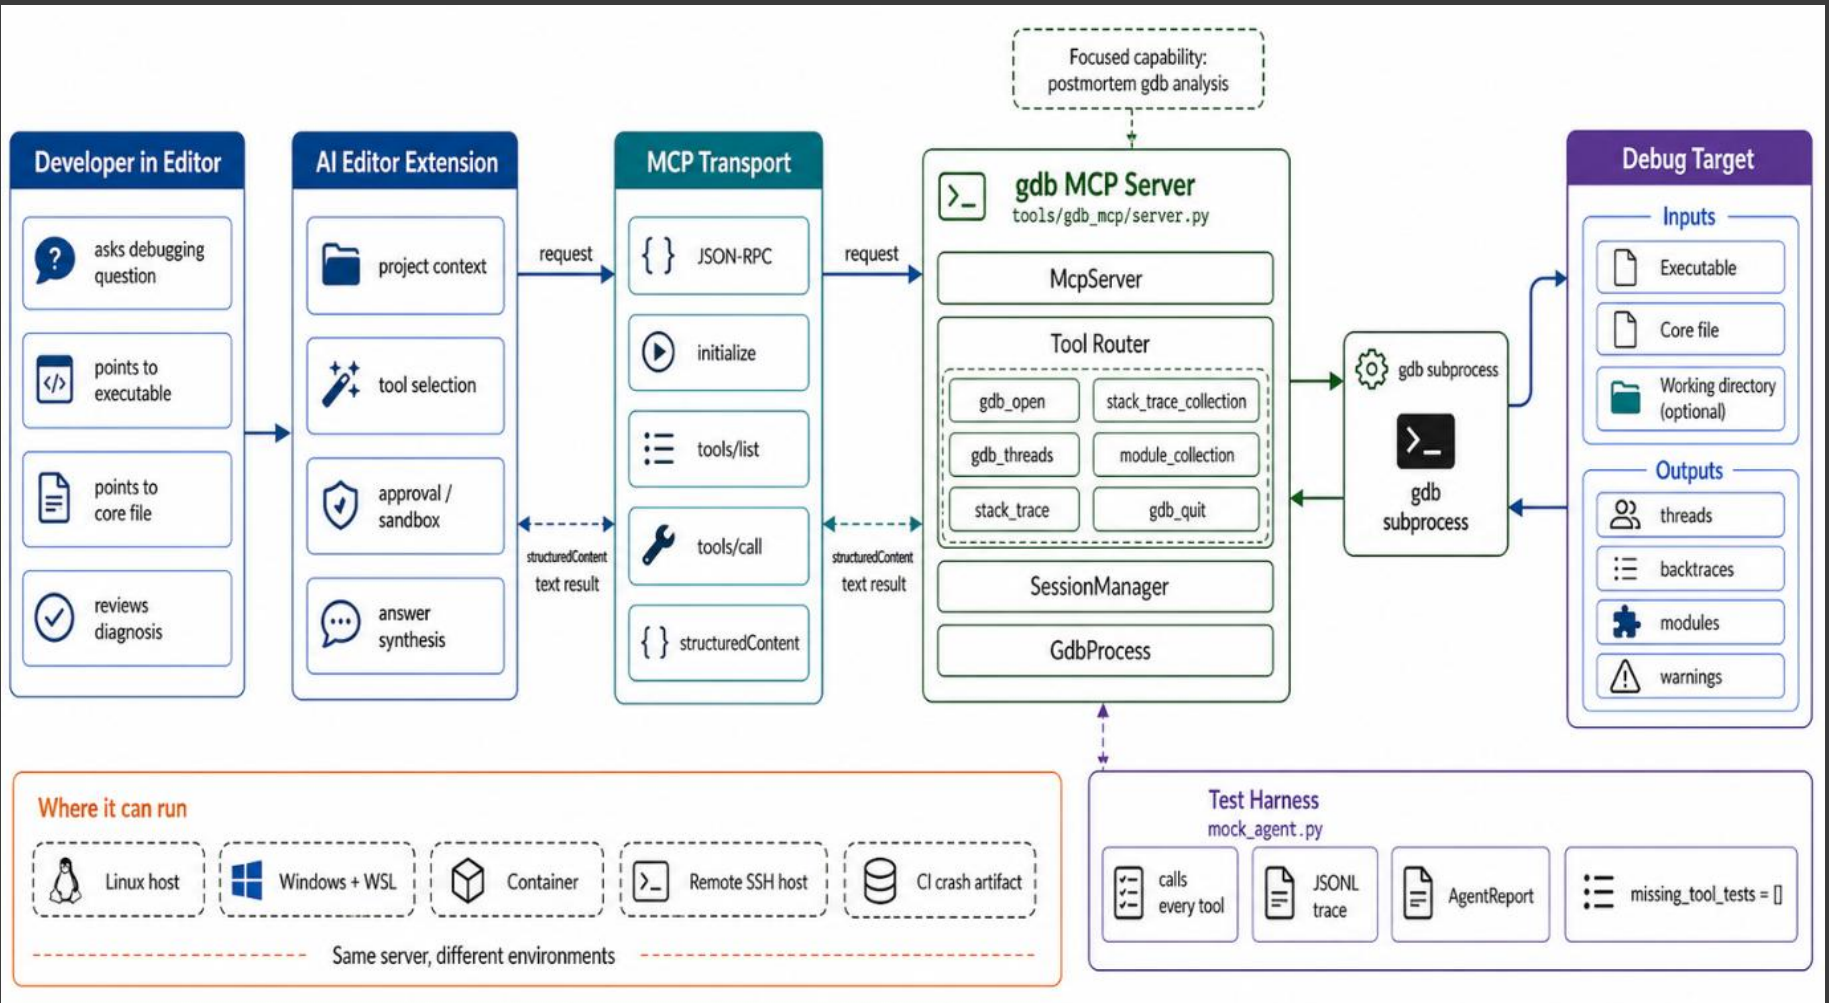 Focused capability:
postmortem gdb analysis
Developer in Editor
asks debugging
question
points to
executable
points to
core file
reviews
diagnosis
AI Editor Extension
project context
tool selection
approval /
sandbox
answer
synthesis
request
structuredContent
text result
MCP Transport
{ } JSON-RPC
initialize
tools/list
tools/call
{ } structuredContent
request
structuredContent
text result
gdb MCP Server
tools/gdb_mcp/server.py
McpServer
Tool Router
gdb_open
stack_trace_collection
gdb_threads
module_collection
stack_trace
gdb_quit
SessionManager
GdbProcess
gdb subprocess
gdb
subprocess
Debug Target
Inputs
Executable
Core file
Working directory
(optional)
Outputs
threads
backtraces
modules
warnings
Where it can run
Linux host
Windows + WSL
Container
Remote SSH host
CI crash artifact
Same server, different environments
Test Harness
mock_agent.py
calls
every tool
JSONL
trace
AgentReport
missing_tool_tests = []